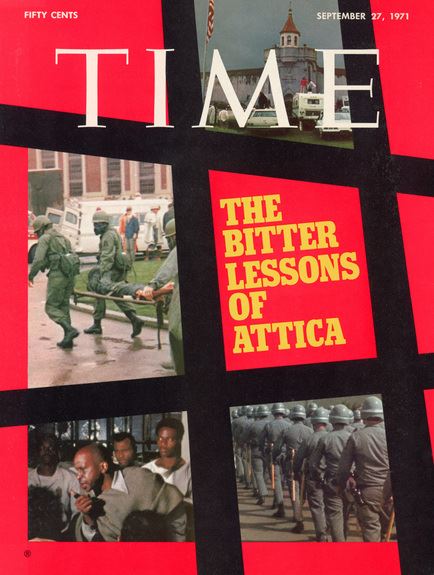 FIFTY CENTS
SEPTEMBER 27, 1971
TIME
THE
BITTER
LESSONS
OF
ATTICA
®